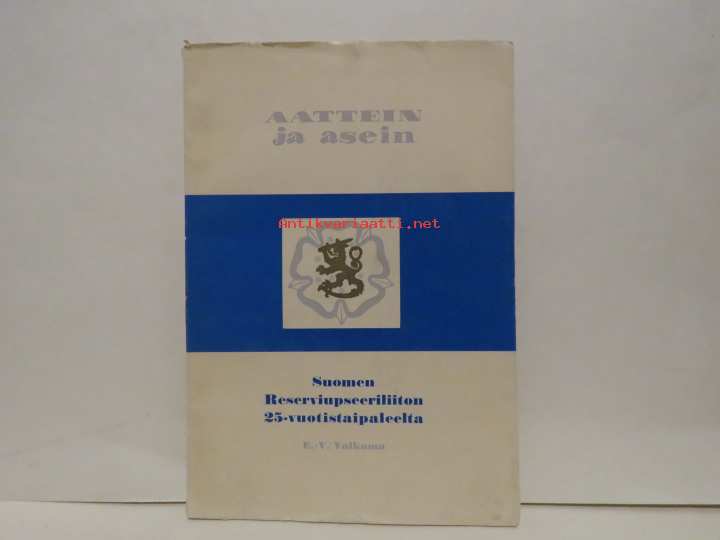 AATTEIN
ja asein
Antikvariaatti.net
Suomen
Reserviupseeriliiton
25-vuotistaipaleelta
E.-V. Valkama